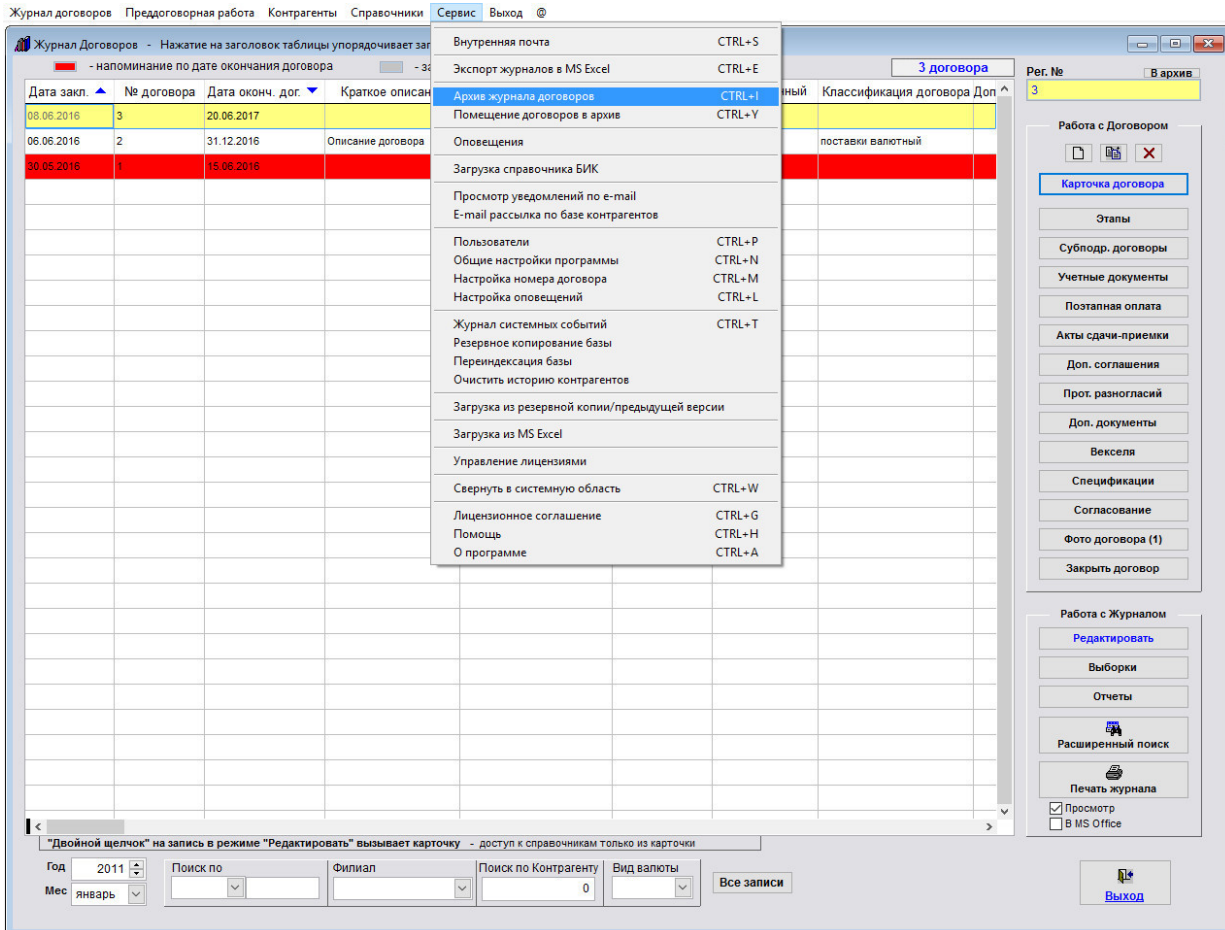 Журнал договоров Преддоговорная работа Контрагенты Справочники Сервис Выход @
Журнал Договоров - Нажатие на заголовок таблицы упорядочивает
- напоминание по дате окончания договора
3 договора
Дата закл. № договора Дата оконч. дог. Краткое описан Классификация договора Доп
08.06.2016 3 20.06.2017
06.06.2016 2 31.12.2016 Описание договора поставки валютный
30.05.2016 1 15.06.2016
Внутренняя почта CTRL+S
Экспорт журналов в MS Excel CTRL+E
Архив журнала договоров CTRL+I
Помещение договоров в архив CTRL+Y
Оповещения
Загрузка справочника БИК
Просмотр уведомлений по e-mail
E-mail рассылка по базе контрагентов
Пользователи CTRL+P
Общие настройки программы CTRL+N
Настройка номера договора CTRL+M
Настройка оповещений CTRL+L
Журнал системных событий CTRL+T
Резервное копирование базы
Переиндексация базы
Очистить историю контрагентов
Загрузка из резервной копии/предыдущей версии
Загрузка из MS Excel
Управление лицензиями
Свернуть в системную область CTRL+W
Лицензионное соглашение CTRL+G
Помощь CTRL+H
О программе CTRL+A
Рег. № В архив
3
Работа с Договором
Карточка договора
Этапы
Субподр. договоры
Учетные документы
Поэтапная оплата
Акты сдачи-приемки
Доп. соглашения
Прот. разногласий
Доп. документы
Векселя
Спецификации
Согласование
Фото договора (1)
Закрыть договор
Работа с Журналом
Редактировать
Выборки
Отчеты
Расширенный поиск
Печать журнала
Просмотр
В MS Office
"Двойной щелчок" на запись в режиме "Редактировать" вызывает карточку - доступ к справочникам только из карточки
Год 2011
Мес январь
Поиск по
Филиал
Поиск по Контрагенту
0
Вид валюты
Все записи
Выход